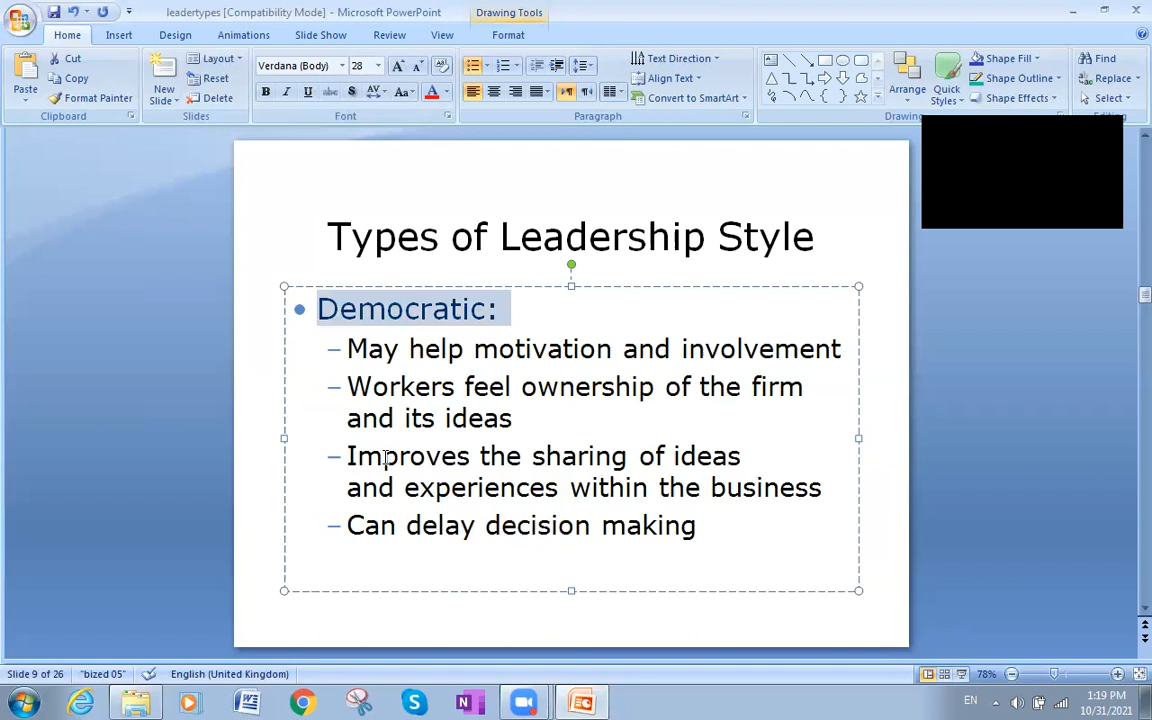 leadertypes [Compatibility Mode] - Microsoft PowerPoint
Drawing Tools
Home Insert Design Animations Slide Show Review View Format
Cut
Copy
Format Painter
Paste
Clipboard
New Slide
Layout
Reset
Delete
Slides
Verdana (Body) 28
B I U abc AV Aa A
Font
Text Direction
Align Text
Convert to SmartArt
Paragraph
Arrange
Quick Styles
Shape Fill
Shape Outline
Shape Effects
Find
Replace
Select
Types of Leadership Style
Democratic:
– May help motivation and involvement
– Workers feel ownership of the firm
and its ideas
– Improves the sharing of ideas
and experiences within the business
– Can delay decision making
Slide 9 of 26 "bized 05" English (United Kingdom) 78%
EN
1:19 PM
10/31/2021